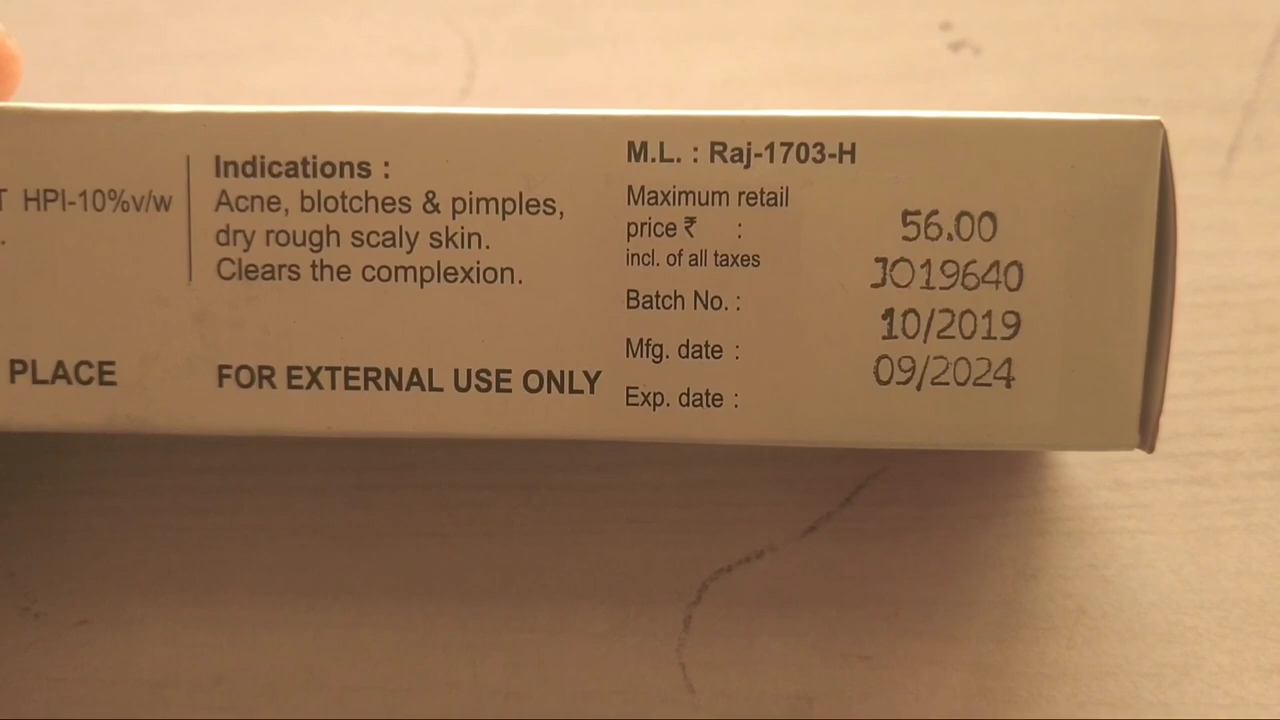 HPI-10%v/w
PLACE
Indications :
Acne, blotches & pimples,
dry rough scaly skin.
Clears the complexion.
FOR EXTERNAL USE ONLY
M.L. : Raj-1703-H
Maximum retail
price ₹ : 56.00
incl. of all taxes
Batch No. : JO19640
Mfg. date : 10/2019
Exp. date : 09/2024